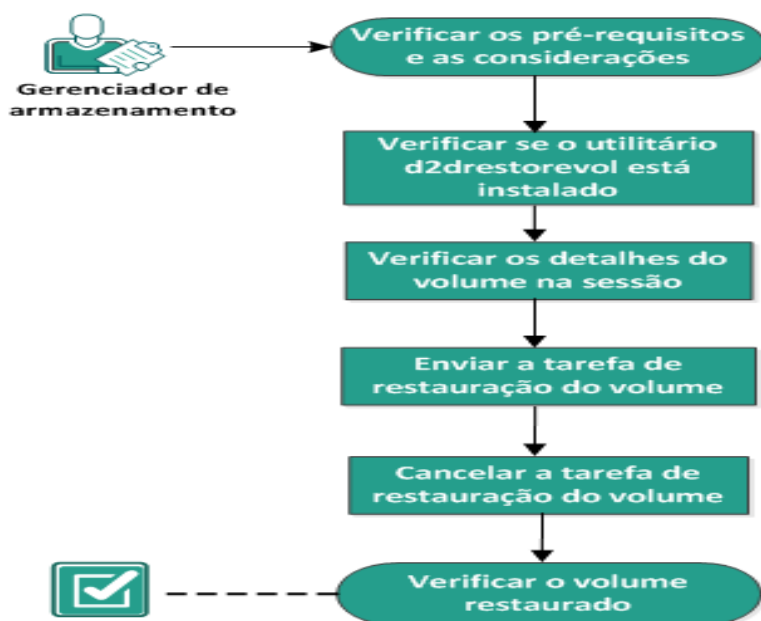 Verificar os pré-requisitos
e as considerações
Gerenciador de
armazenamento
Verificar se o utilitário
d2drestorevol está
instalado
Verificar os detalhes do
volume na sessão
Enviar a tarefa de
restauração do volume
Cancelar a tarefa de
restauração do volume
Verificar o volume
restaurado